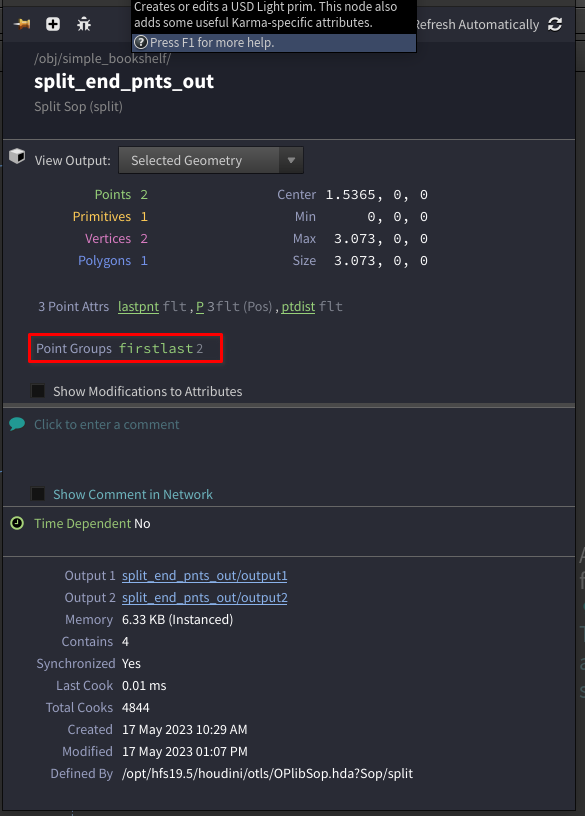 Creates or edits a USD Light prim. This node also
adds some useful Karma-specific attributes.
Press F1 for more help.
Refresh Automatically
/obj/simple_bookshelf/
split_end_pnts_out
Split Sop (split)
View Output: Selected Geometry
Points 2 Center 1.5365, 0, 0
Primitives 1 Min 0, 0, 0
Vertices 2 Max 3.073, 0, 0
Polygons 1 Size 3.073, 0, 0
3 Point Attrs lastpnt flt , P 3flt (Pos) , ptdist flt
Point Groups firstlast 2
Show Modifications to Attributes
Click to enter a comment
Show Comment in Network
Time Dependent No
Output 1 split_end_pnts_out/output1
Output 2 split_end_pnts_out/output2
Memory 6.33 KB (Instanced)
Contains 4
Synchronized Yes
Last Cook 0.01 ms
Total Cooks 4844
Created 17 May 2023 10:29 AM
Modified 17 May 2023 01:07 PM
Defined By /opt/hfs19.5/houdini/otls/OPlibSop.hda?Sop/split